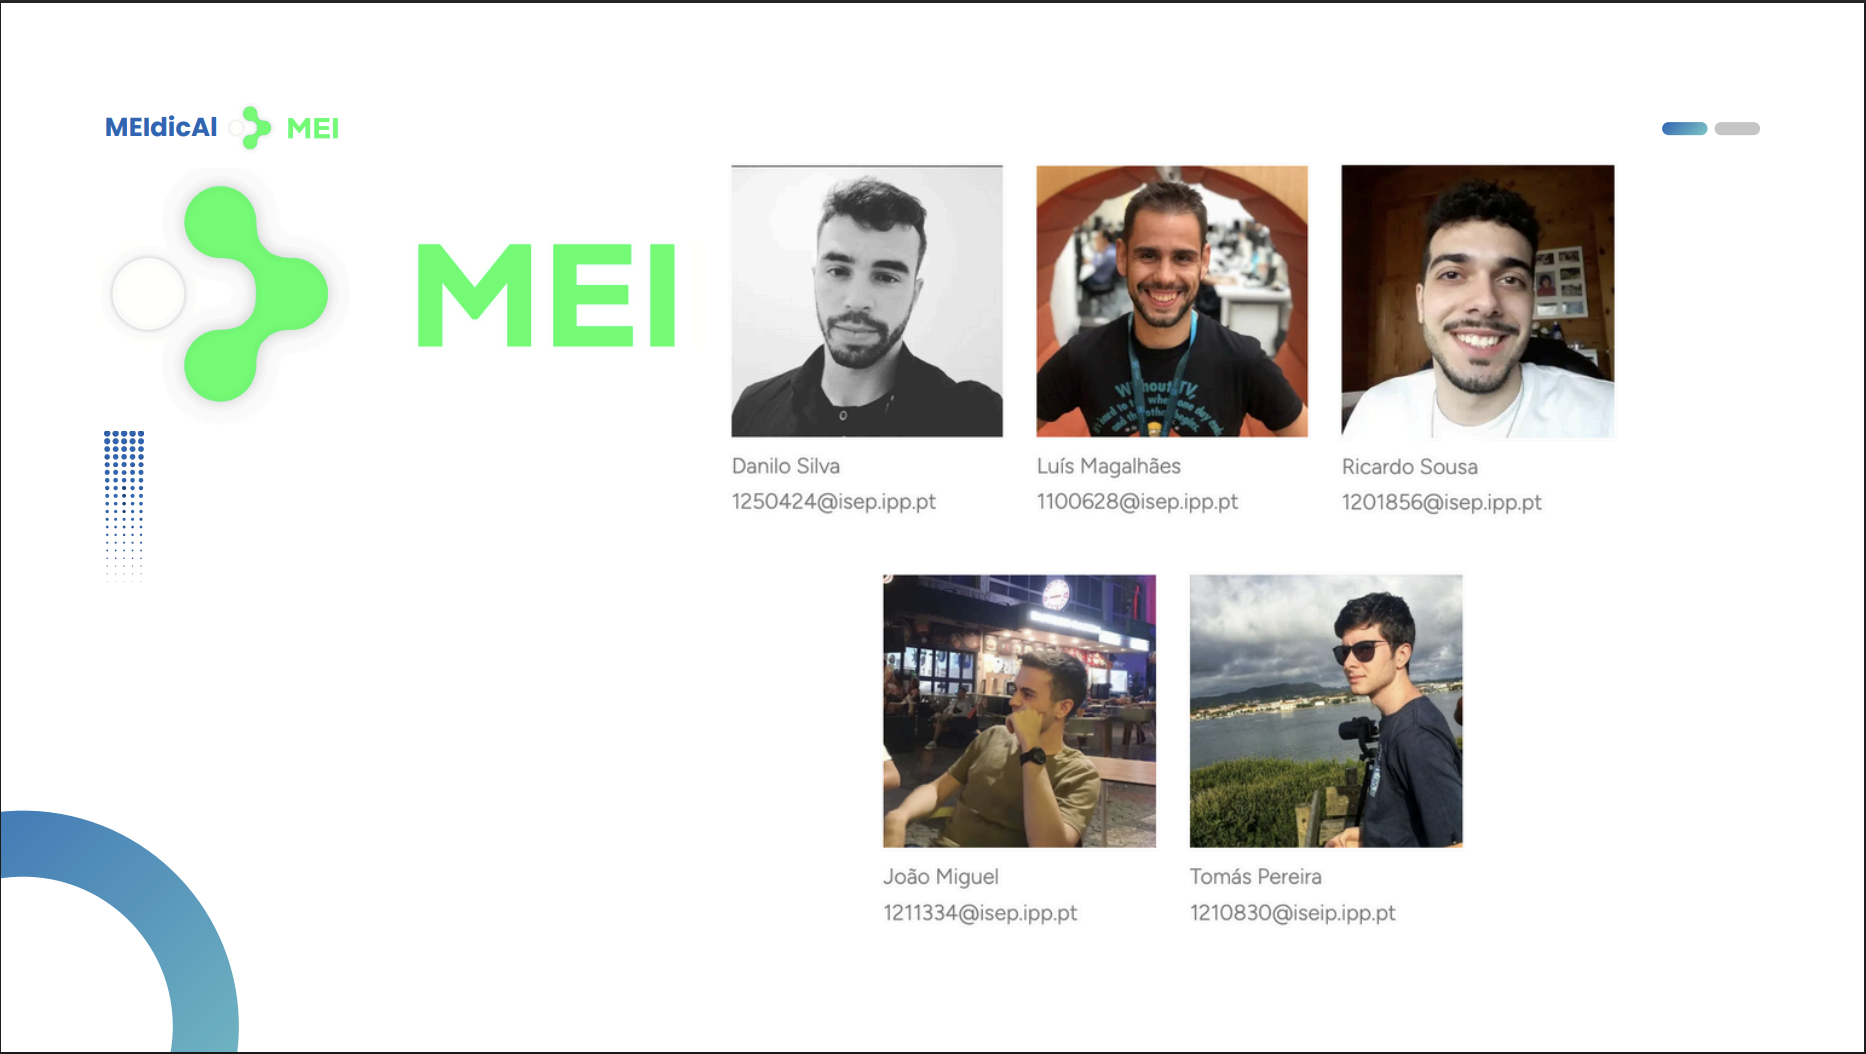 MEIdicAI MEI
MEI
Danilo Silva
1250424@isep.ipp.pt
Luís Magalhães
1100628@isep.ipp.pt
Ricardo Sousa
1201856@isep.ipp.pt
João Miguel
1211334@isep.ipp.pt
Tomás Pereira
1210830@iseip.ipp.pt